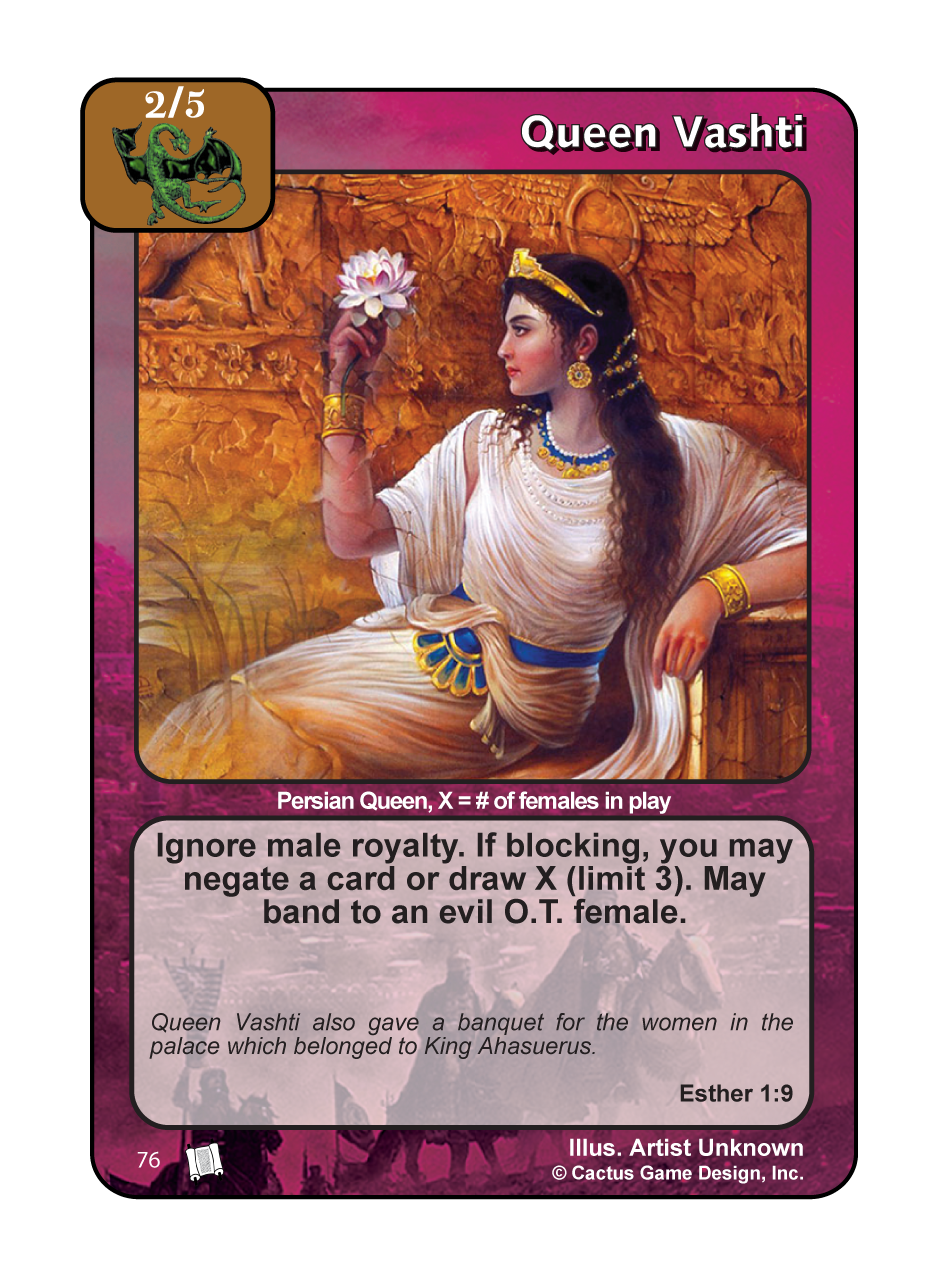 2/5
Queen Vashti
Persian Queen, X = # of females in play
Ignore male royalty. If blocking, you may
negate a card or draw X (limit 3). May
band to an evil O.T. female.
Queen Vashti also gave a banquet for the women in the
palace which belonged to King Ahasuerus.
Esther 1:9
76
Illus. Artist Unknown
© Cactus Game Design, Inc.